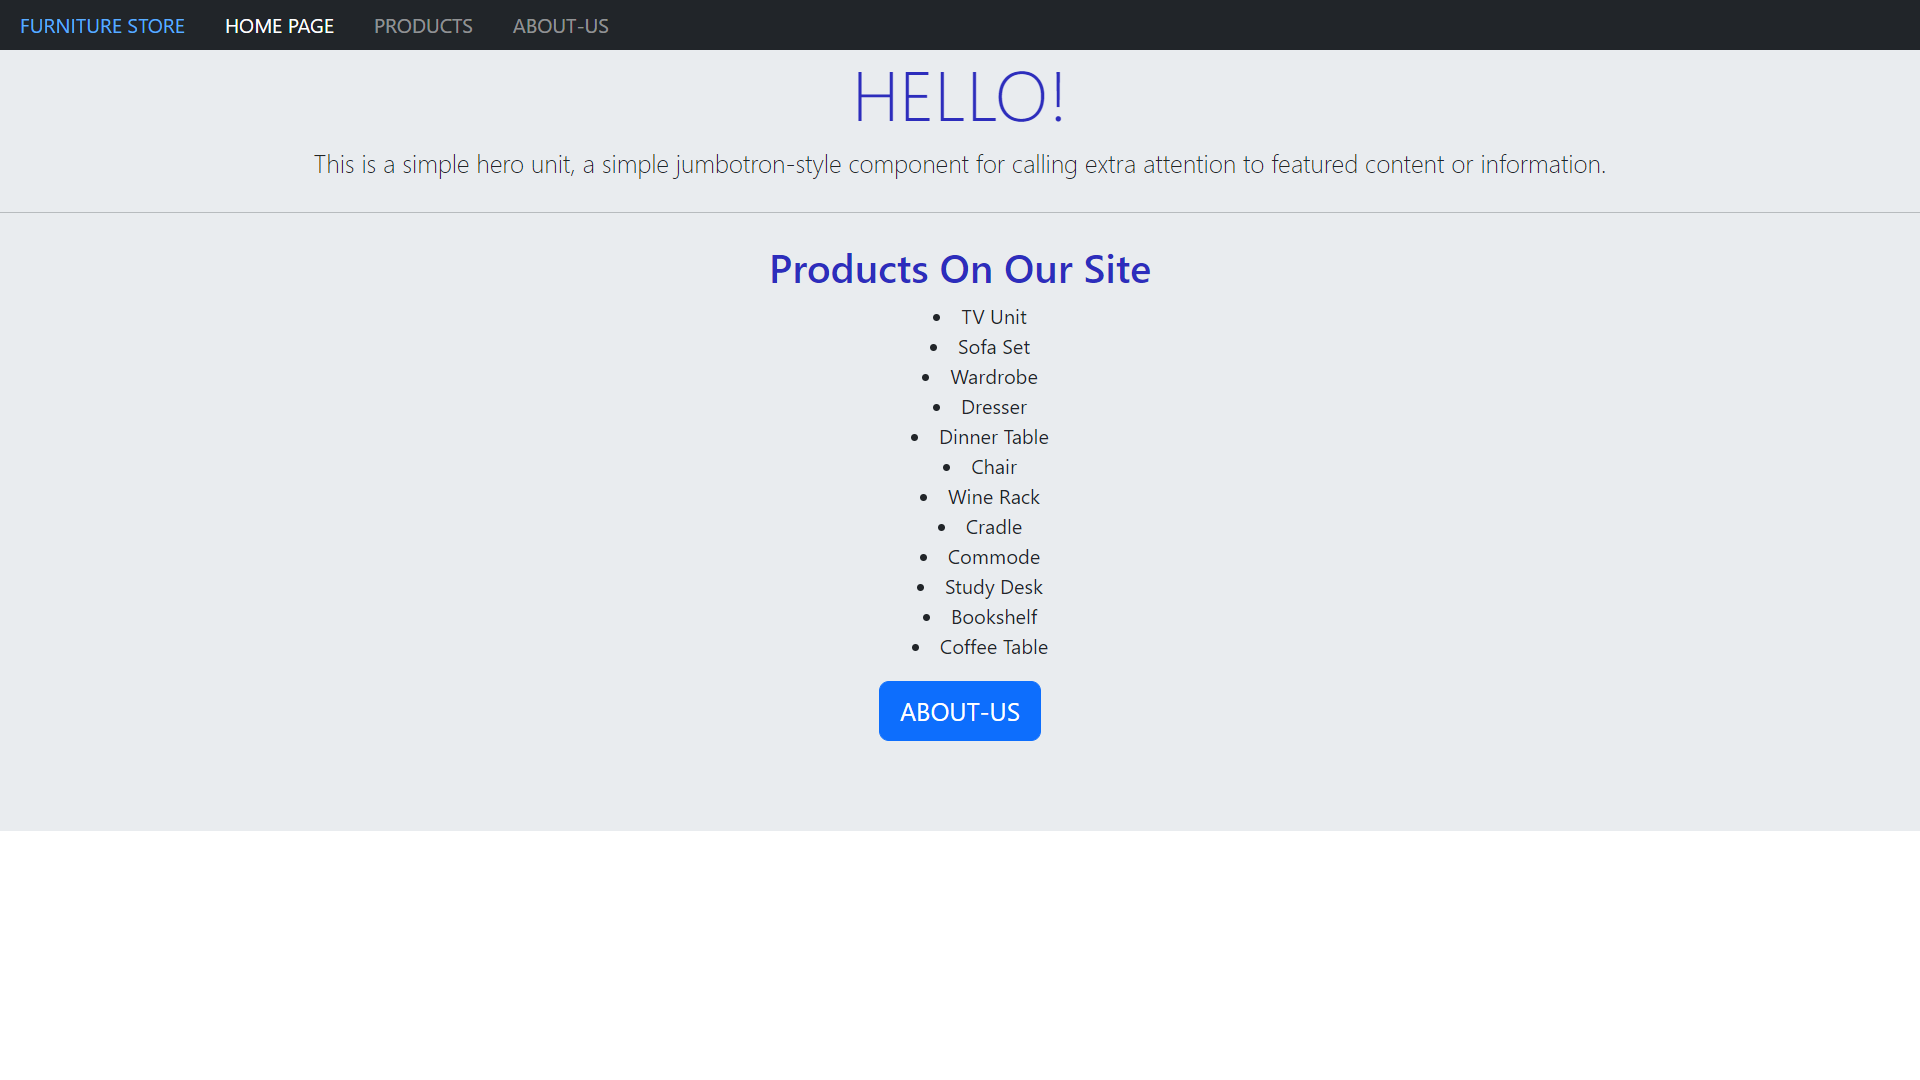 FURNITURE STORE HOME PAGE PRODUCTS ABOUT-US
HELLO!
This is a simple hero unit, a simple jumbotron-style component for calling extra attention to featured content or information.
Products On Our Site
• TV Unit
• Sofa Set
• Wardrobe
• Dresser
• Dinner Table
• Chair
• Wine Rack
• Cradle
• Commode
• Study Desk
• Bookshelf
• Coffee Table
ABOUT-US